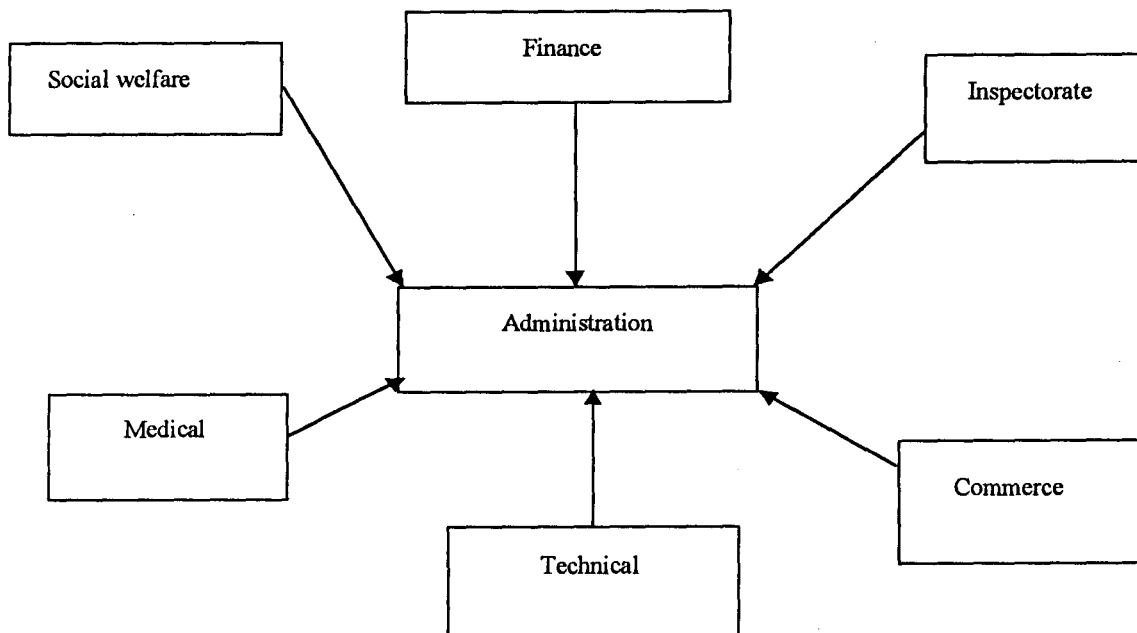 Finance
Social welfare
Inspectorate
Administration
Medical
Commerce
Technical